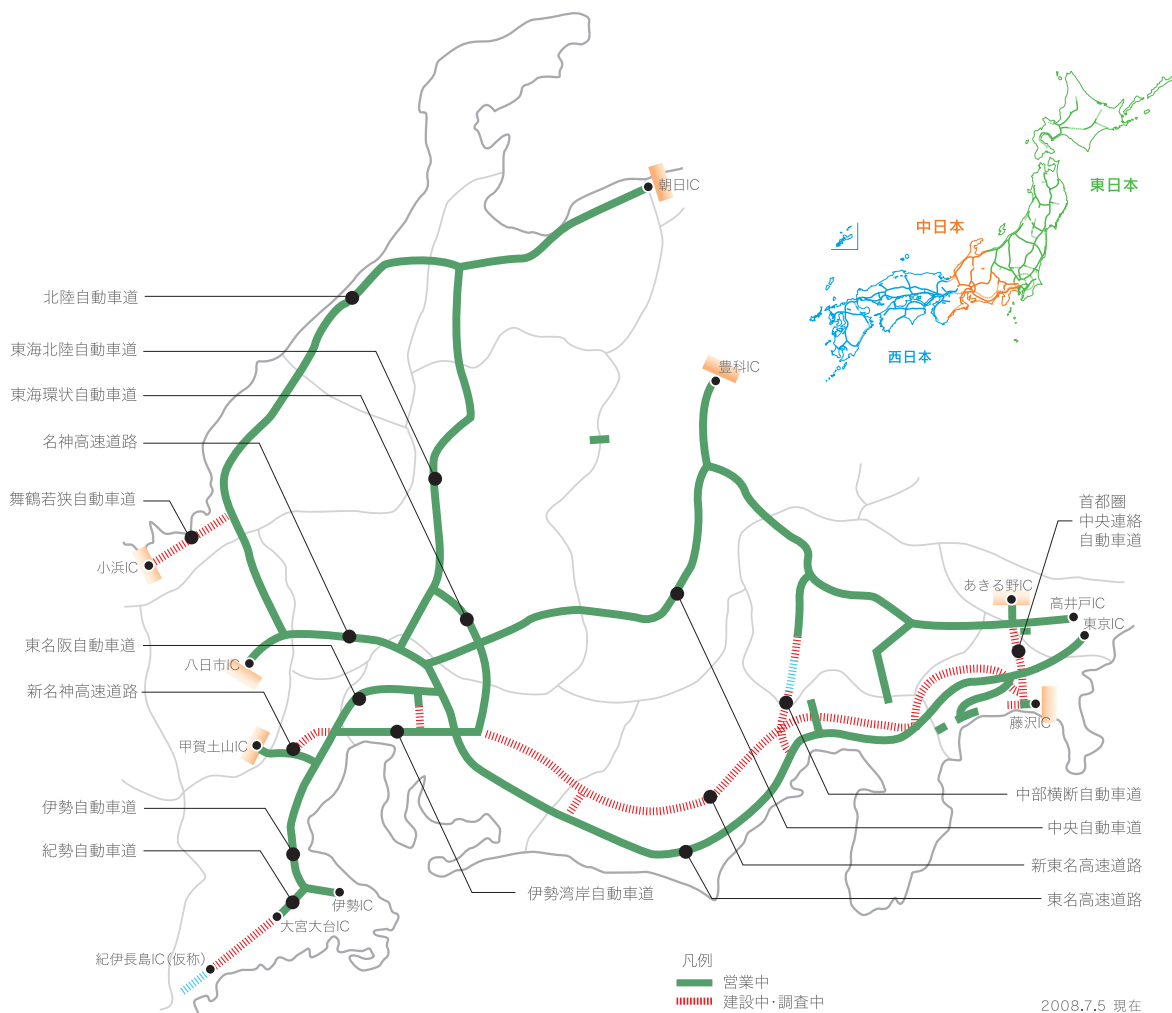 朝日IC
東日本
中日本
西日本
北陸自動車道
東海北陸自動車道
東海環状自動車道
名神高速道路
舞鶴若狭自動車道
小浜IC
豊科IC
首都圏
中央連絡
自動車道
あきる野IC
高井戸IC
東京IC
東名阪自動車道
八日市IC
新名神高速道路
甲賀土山IC
藤沢IC
伊勢自動車道
紀勢自動車道
中部横断自動車道
中央自動車道
新東名高速道路
東名高速道路
伊勢湾岸自動車道
伊勢IC
大宮大台IC
紀伊長島IC(仮称)
凡例
営業中
建設中・調査中
2008.7.5 現在